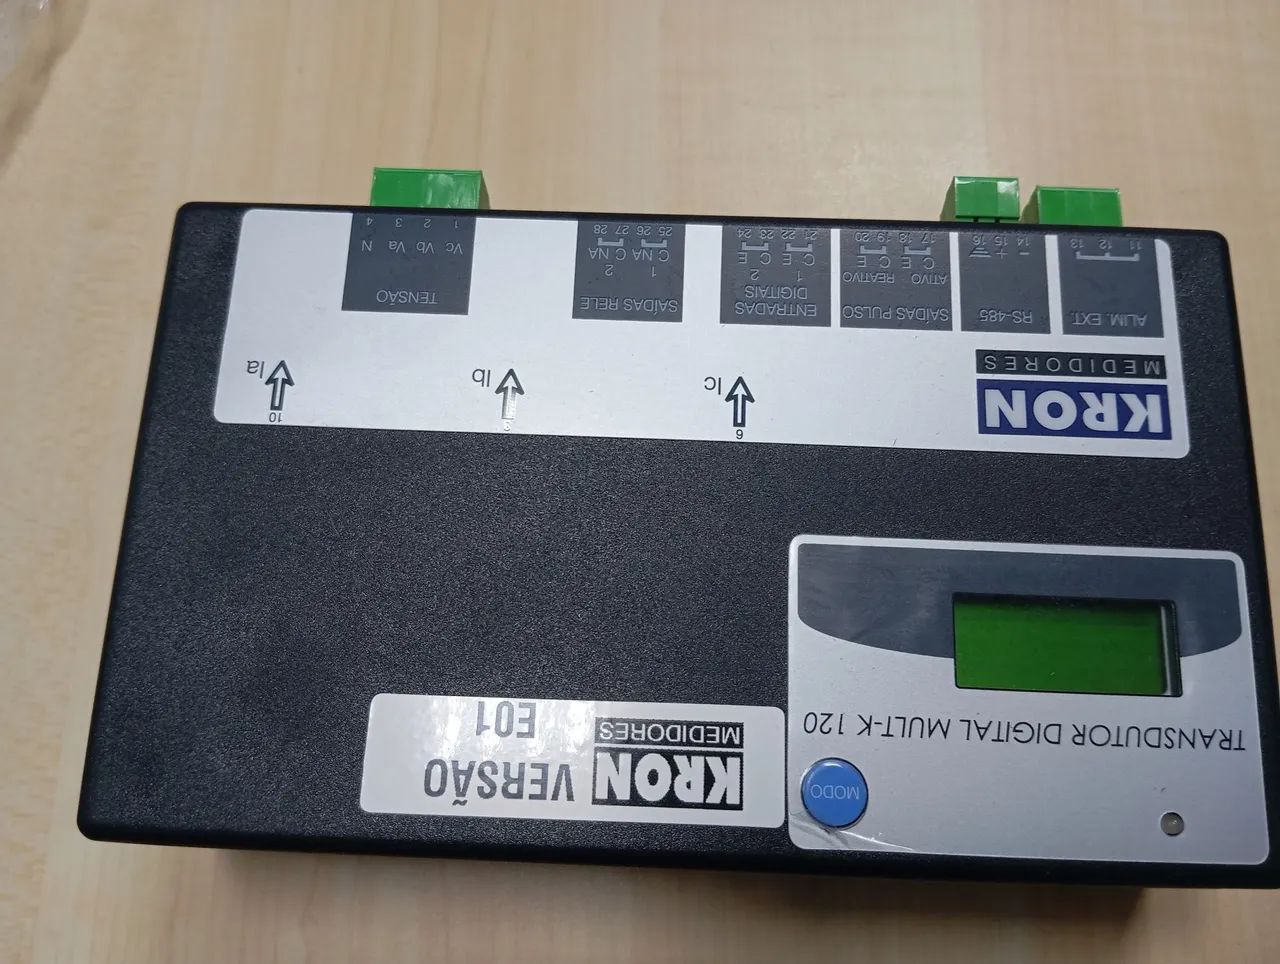 MODO
TRANSDUTOR DIGITAL MULT-K 120
KRON
MEDIDORES
VERSÃO
E01
KRON
MEDIDORES
Ic
Ib
10
Ia
ALIM. EXT.
11 12 13
RS-485
- +
14 15 16
SAÍDAS PULSO
ATIVO REATIVO
C E C E
17 18 19 20
ENTRADAS
DIGITAIS
1 2
C E C E
21 22 23 24
SAÍDAS RELÉ
1 2
C NA C NA
25 26 27 28
TENSÃO
Vc Vb Va N
1 2 3 4